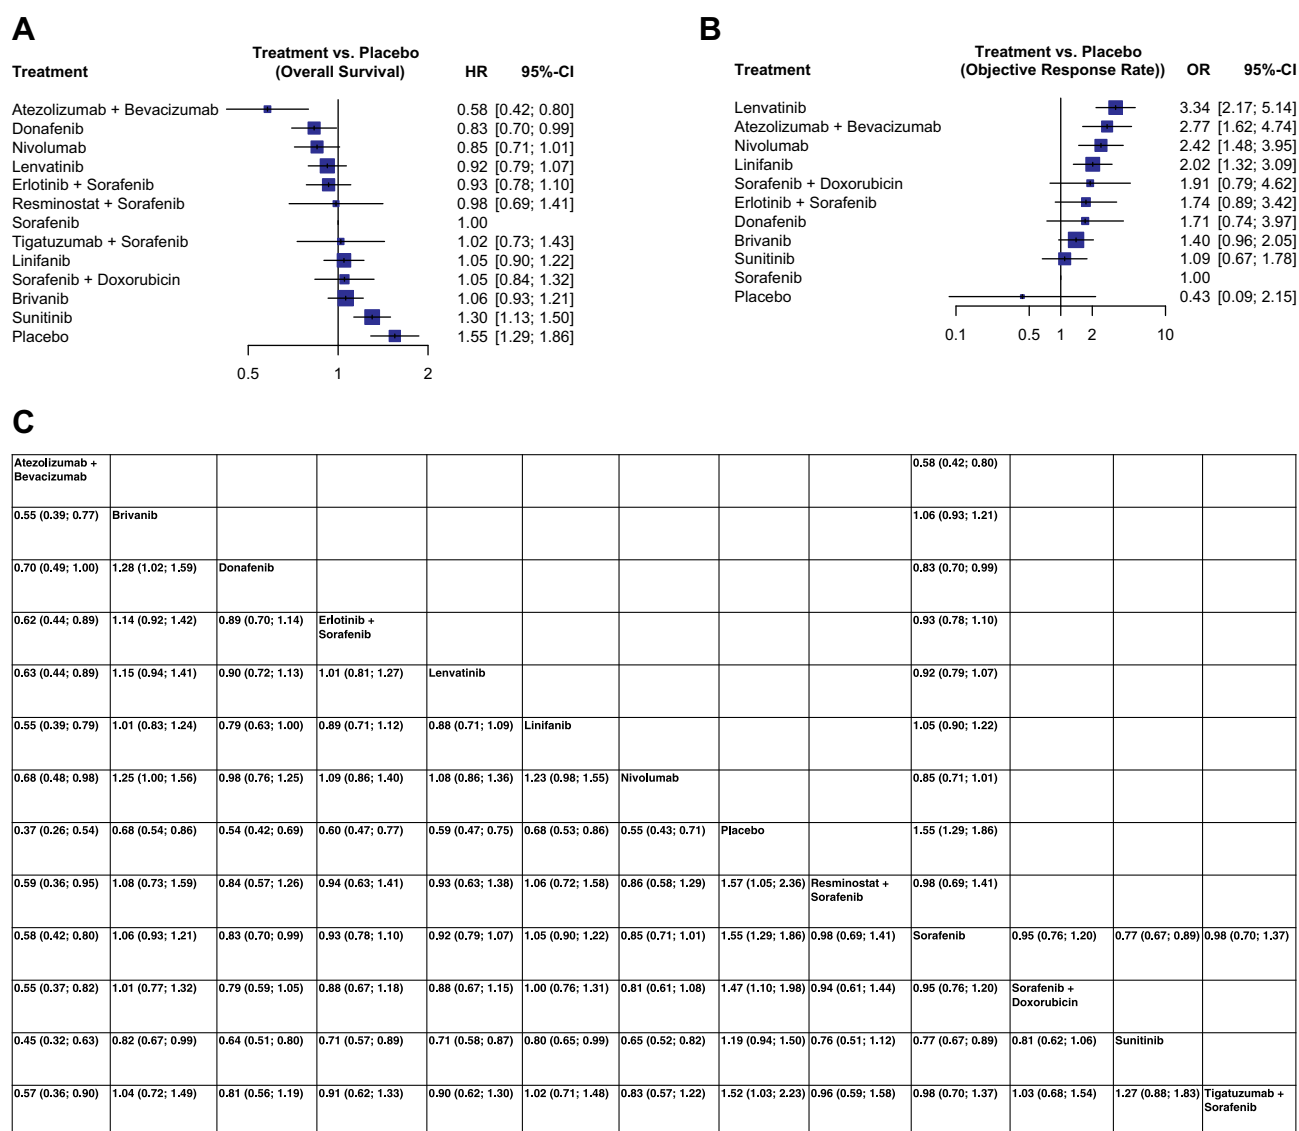 A
Treatment vs. Placebo
Treatment (Overall Survival) HR 95%-CI
Atezolizumab + Bevacizumab 0.58 [0.42; 0.80]
Donafenib 0.83 [0.70; 0.99]
Nivolumab 0.85 [0.71; 1.01]
Lenvatinib 0.92 [0.79; 1.07]
Erlotinib + Sorafenib 0.93 [0.78; 1.10]
Resminostat + Sorafenib 0.98 [0.69; 1.41]
Sorafenib 1.00
Tigatuzumab + Sorafenib 1.02 [0.73; 1.43]
Linifanib 1.05 [0.90; 1.22]
Sorafenib + Doxorubicin 1.05 [0.84; 1.32]
Brivanib 1.06 [0.93; 1.21]
Sunitinib 1.30 [1.13; 1.50]
Placebo 1.55 [1.29; 1.86]
0.5 1 2
B
Treatment vs. Placebo
Treatment (Objective Response Rate)) OR 95%-CI
Lenvatinib 3.34 [2.17; 5.14]
Atezolizumab + Bevacizumab 2.77 [1.62; 4.74]
Nivolumab 2.42 [1.48; 3.95]
Linifanib 2.02 [1.32; 3.09]
Sorafenib + Doxorubicin 1.91 [0.79; 4.62]
Erlotinib + Sorafenib 1.74 [0.89; 3.42]
Donafenib 1.71 [0.74; 3.97]
Brivanib 1.40 [0.96; 2.05]
Sunitinib 1.09 [0.67; 1.78]
Sorafenib 1.00
Placebo 0.43 [0.09; 2.15]
0.1 0.5 1 2 10
C
Atezolizumab + 0.58 (0.42; 0.80)
Bevacizumab
0.55 (0.39; 0.77) Brivanib 1.06 (0.93; 1.21)
0.70 (0.49; 1.00) 1.28 (1.02; 1.59) Donafenib 0.83 (0.70; 0.99)
0.62 (0.44; 0.89) 1.14 (0.92; 1.42) 0.89 (0.70; 1.14) Erlotinib + 0.93 (0.78; 1.10)
Sorafenib
0.63 (0.44; 0.89) 1.15 (0.94; 1.41) 0.90 (0.72; 1.13) 1.01 (0.81; 1.27) Lenvatinib 0.92 (0.79; 1.07)
0.55 (0.39; 0.79) 1.01 (0.83; 1.24) 0.79 (0.63; 1.00) 0.89 (0.71; 1.12) 0.88 (0.71; 1.09) Linifanib 1.05 (0.90; 1.22)
0.68 (0.48; 0.98) 1.25 (1.00; 1.56) 0.98 (0.76; 1.25) 1.09 (0.86; 1.40) 1.08 (0.86; 1.36) 1.23 (0.98; 1.55) Nivolumab 0.85 (0.71; 1.01)
0.37 (0.26; 0.54) 0.68 (0.54; 0.86) 0.54 (0.42; 0.69) 0.60 (0.47; 0.77) 0.59 (0.47; 0.75) 0.68 (0.53; 0.86) 0.55 (0.43; 0.71) Placebo 1.55 (1.29; 1.86)
0.59 (0.36; 0.95) 1.08 (0.73; 1.59) 0.84 (0.57; 1.26) 0.94 (0.63; 1.41) 0.93 (0.63; 1.38) 1.06 (0.72; 1.58) 0.86 (0.58; 1.29) 1.57 (1.05; 2.36) Resminostat + 0.98 (0.69; 1.41)
Sorafenib
0.58 (0.42; 0.80) 1.06 (0.93; 1.21) 0.83 (0.70; 0.99) 0.93 (0.78; 1.10) 0.92 (0.79; 1.07) 1.05 (0.90; 1.22) 0.85 (0.71; 1.01) 1.55 (1.29; 1.86) 0.98 (0.69; 1.41) Sorafenib 0.95 (0.76; 1.20) 0.77 (0.67; 0.89) 0.98 (0.70; 1.37)
0.55 (0.37; 0.82) 1.01 (0.77; 1.32) 0.79 (0.59; 1.05) 0.88 (0.67; 1.18) 0.88 (0.67; 1.15) 1.00 (0.76; 1.31) 0.81 (0.61; 1.08) 1.47 (1.10; 1.98) 0.94 (0.61; 1.44) 0.95 (0.76; 1.20) Sorafenib +
Doxorubicin
0.45 (0.32; 0.63) 0.82 (0.67; 0.99) 0.64 (0.51; 0.80) 0.71 (0.57; 0.89) 0.71 (0.58; 0.87) 0.80 (0.65; 0.99) 0.65 (0.52; 0.82) 1.19 (0.94; 1.50) 0.76 (0.51; 1.12) 0.77 (0.67; 0.89) 0.81 (0.62; 1.06) Sunitinib
0.57 (0.36; 0.90) 1.04 (0.72; 1.49) 0.81 (0.56; 1.19) 0.91 (0.62; 1.33) 0.90 (0.62; 1.30) 1.02 (0.71; 1.48) 0.83 (0.57; 1.22) 1.52 (1.03; 2.23) 0.96 (0.59; 1.58) 0.98 (0.70; 1.37) 1.03 (0.68; 1.54) 1.27 (0.88; 1.83) Tigatuzumab +
Sorafenib